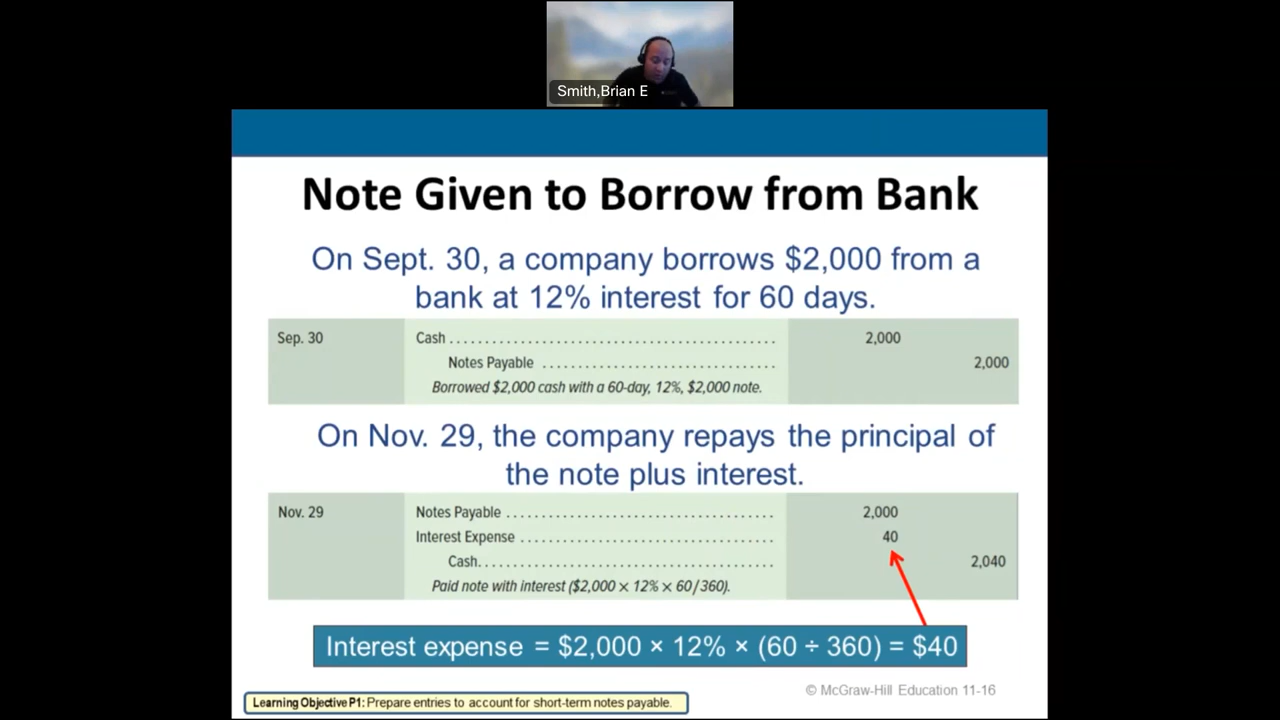 Smith,Brian E
Note Given to Borrow from Bank
On Sept. 30, a company borrows $2,000 from a
bank at 12% interest for 60 days.
Sep. 30 Cash ............................................... 2,000
Notes Payable .................................. 2,000
Borrowed $2,000 cash with a 60-day, 12%, $2,000 note.
On Nov. 29, the company repays the principal of
the note plus interest.
Nov. 29 Notes Payable ....................................... 2,000
Interest Expense ..................................... 40
Cash.......................................... 2,040
Paid note with interest ($2,000 × 12% × 60/360).
Interest expense = $2,000 × 12% × (60 ÷ 360) = $40
© McGraw-Hill Education 11-16
Learning Objective P1: Prepare entries to account for short-term notes payable.